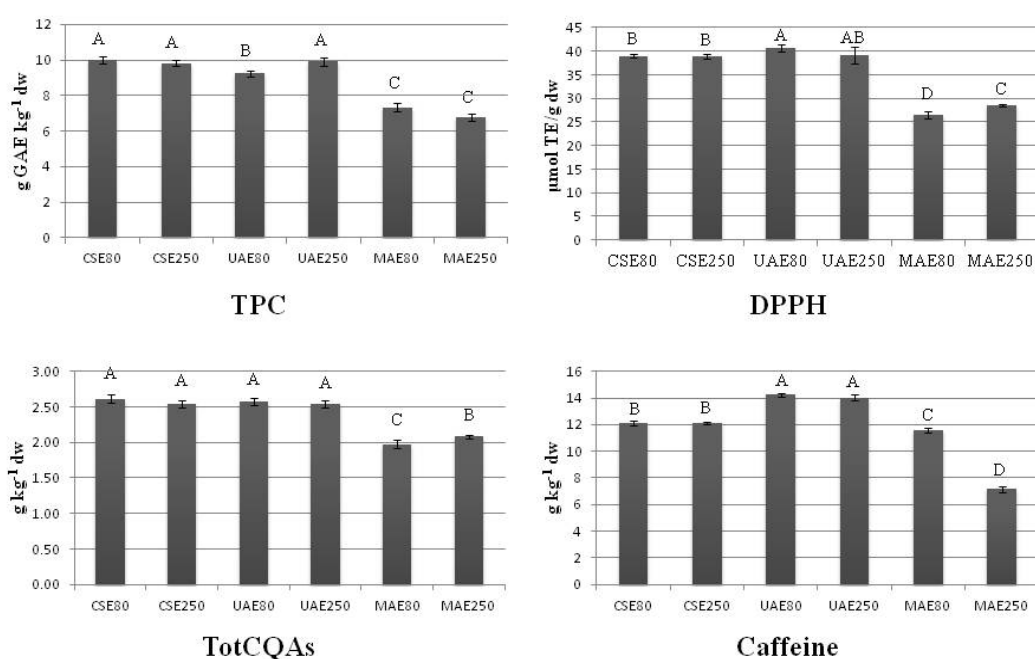 12
10
8
6
4
2
0
g GAE kg⁻¹ dw
A A B A C C
CSE80 CSE250 UAE80 UAE250 MAE80 MAE250
TPC
45
40
35
30
25
20
15
10
5
0
µmol TE/g dw
B B A AB D C
CSE80 CSE250 UAE80 UAE250 MAE80 MAE250
DPPH
3.00
2.50
2.00
1.50
1.00
0.50
0.00
g kg⁻¹ dw
A A A A C B
CSE80 CSE250 UAE80 UAE250 MAE80 MAE250
TotCQAs
16
14
12
10
8
6
4
2
0
g kg⁻¹ dw
B B A A C D
CSE80 CSE250 UAE80 UAE250 MAE80 MAE250
Caffeine